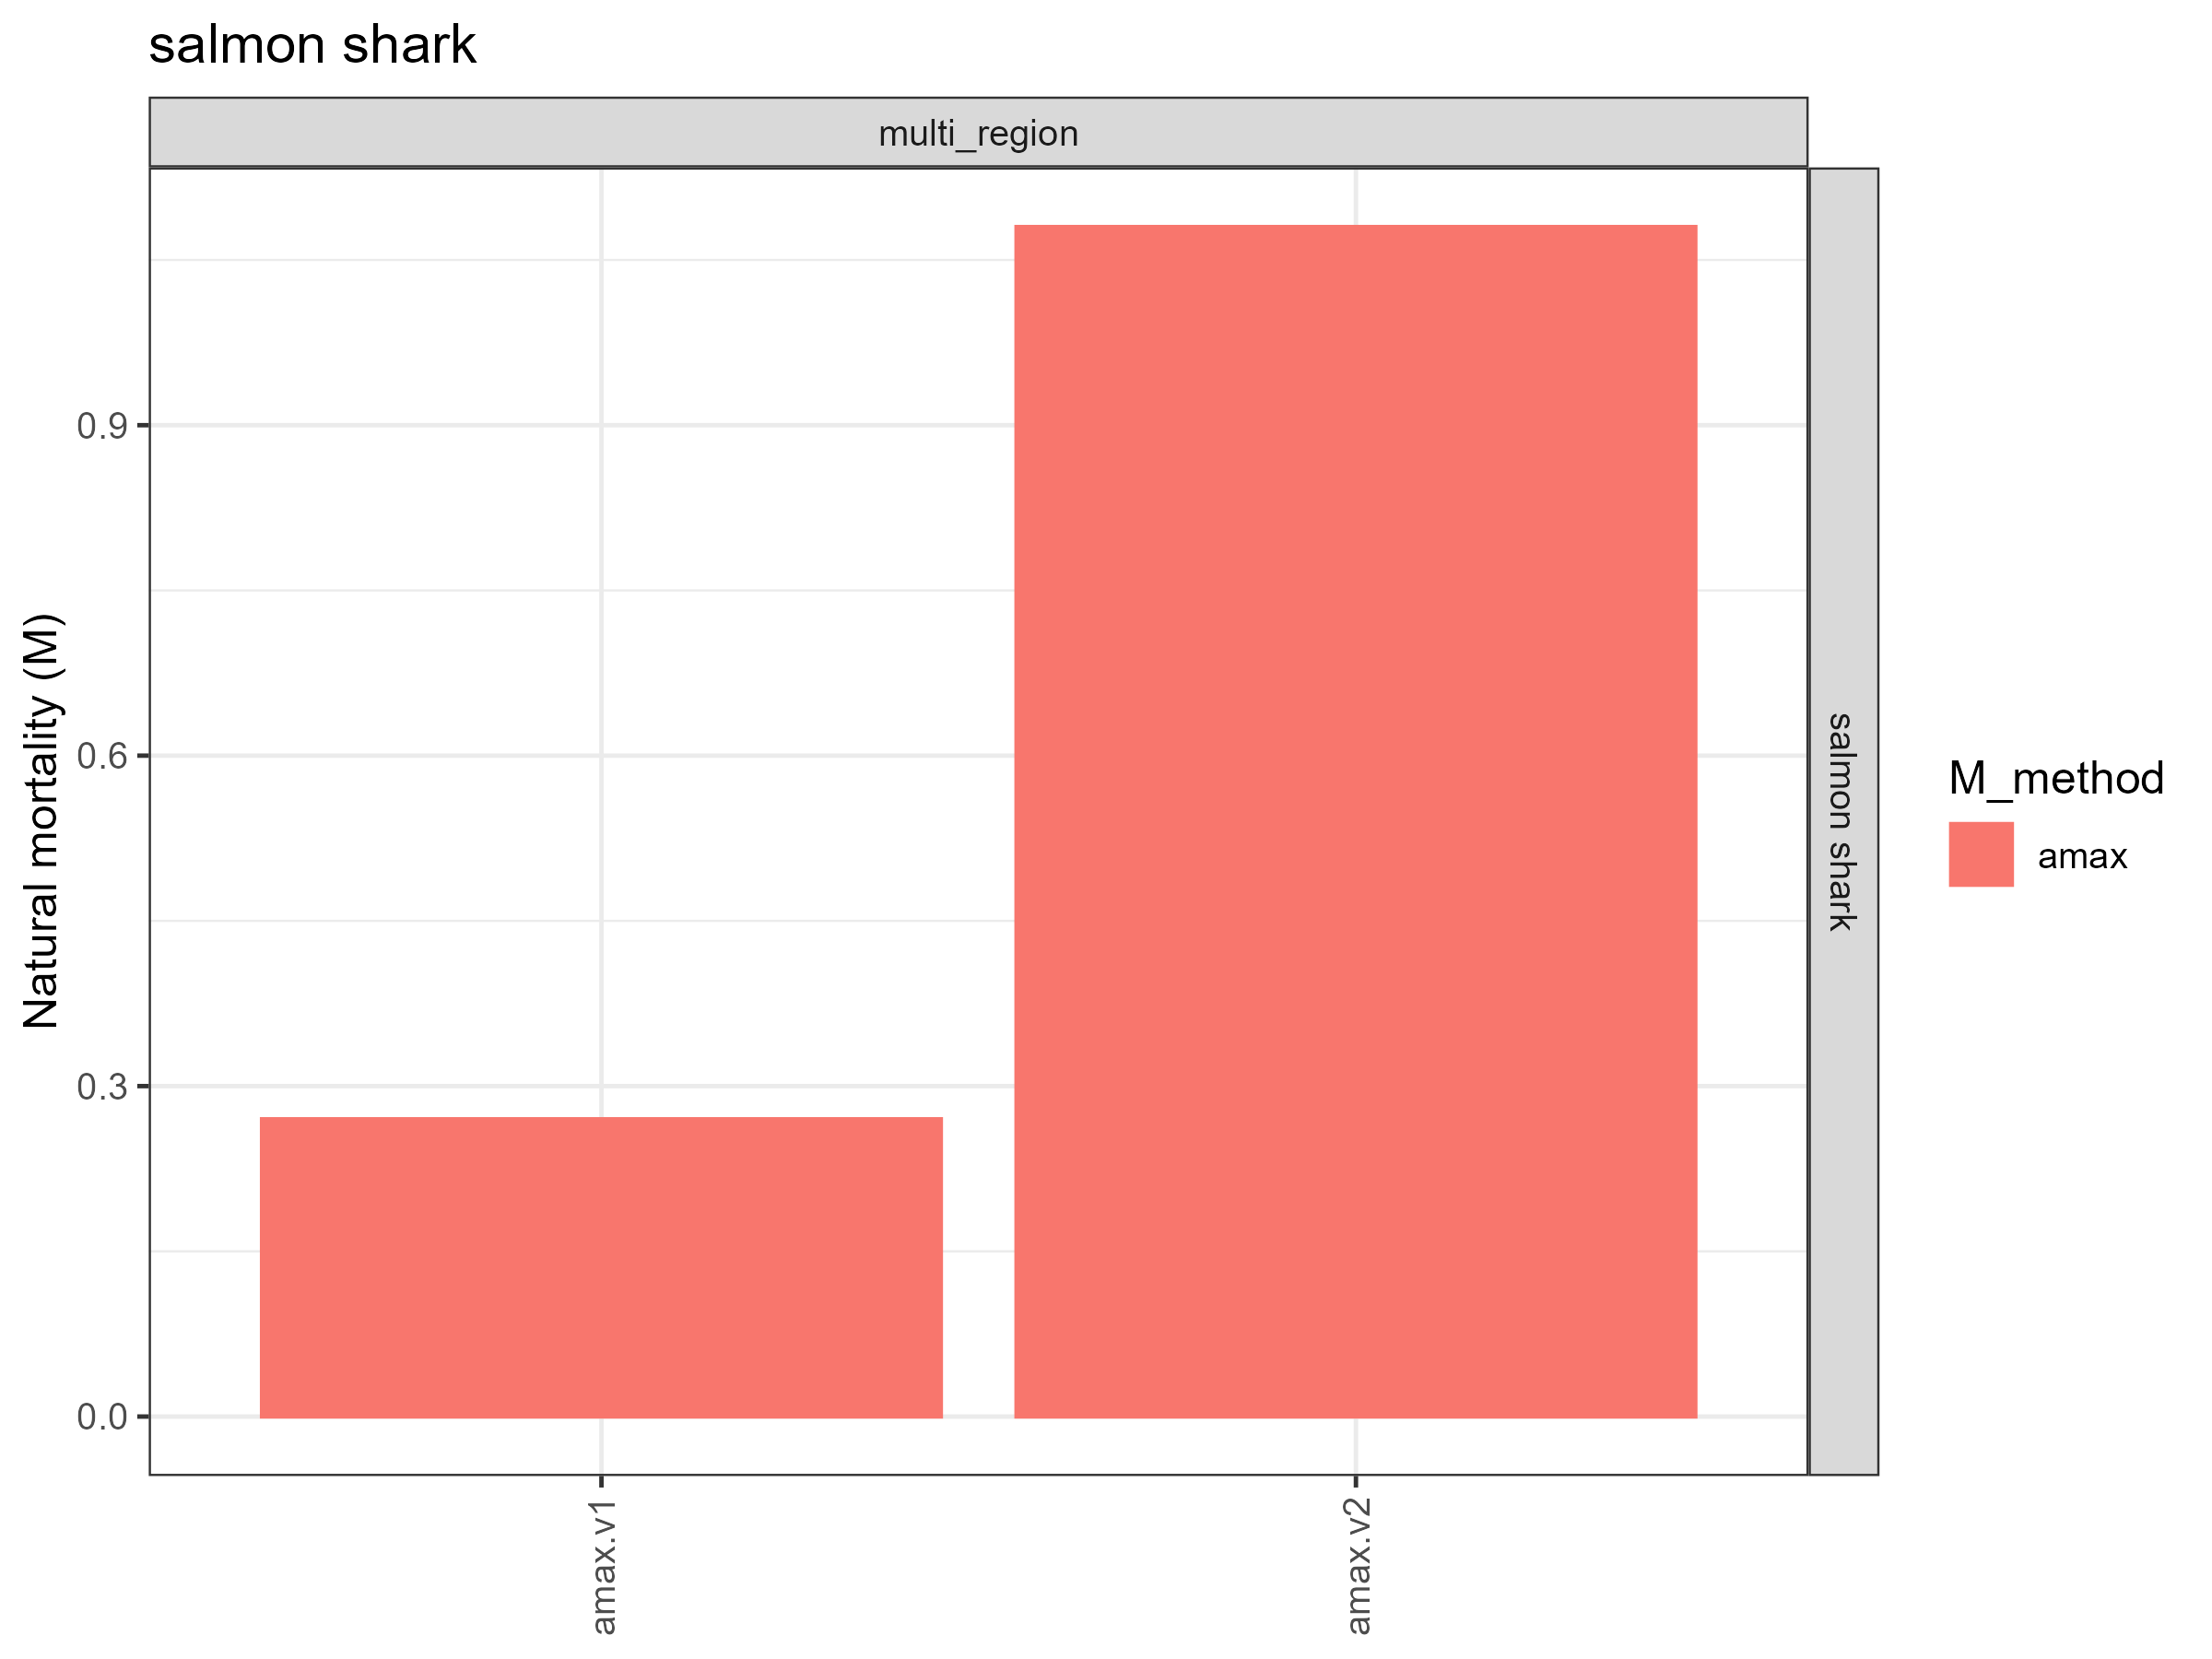 salmon shark
multi_region
salmon shark
Natural mortality (M)
0.9
0.6
0.3
0.0
amax.v1
amax.v2
M_method
amax